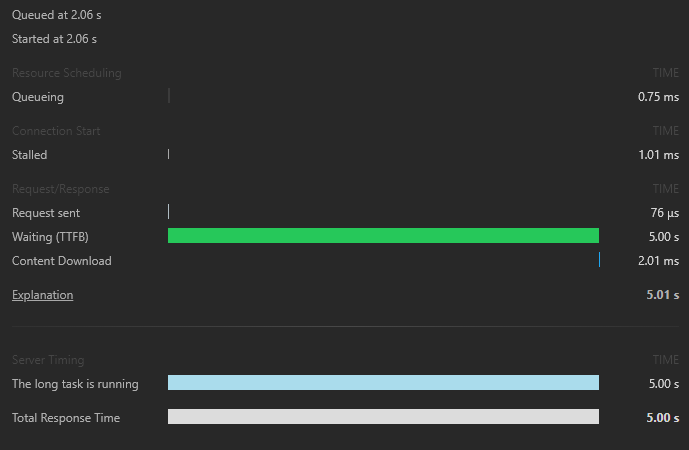 Queued at 2.06 s
Started at 2.06 s
Resource Scheduling TIME
Queueing 0.75 ms
Connection Start TIME
Stalled 1.01 ms
Request/Response TIME
Request sent 76 μs
Waiting (TTFB) 5.00 s
Content Download 2.01 ms
Explanation 5.01 s
Server Timing TIME
The long task is running 5.00 s
Total Response Time 5.00 s